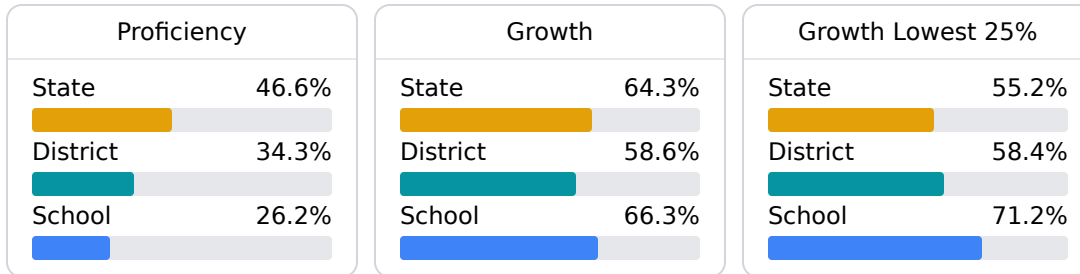 Proficiency
State 46.6%
District 34.3%
School 26.2%
Growth
State 64.3%
District 58.6%
School 66.3%
Growth Lowest 25%
State 55.2%
District 58.4%
School 71.2%